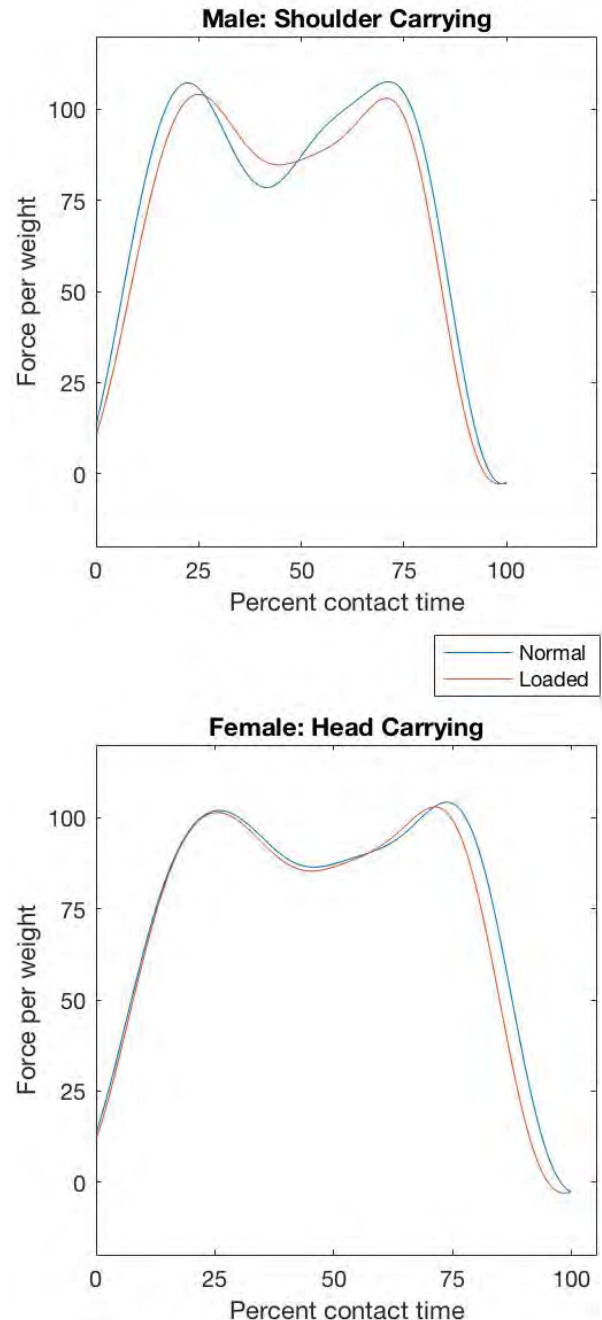 Male: Shoulder Carrying
100
75
50
25
0
Force per weight
0 25 50 75 100
Percent contact time
Normal
Loaded
Female: Head Carrying
100
75
50
25
0
Force per weight
0 25 50 75 100
Percent contact time